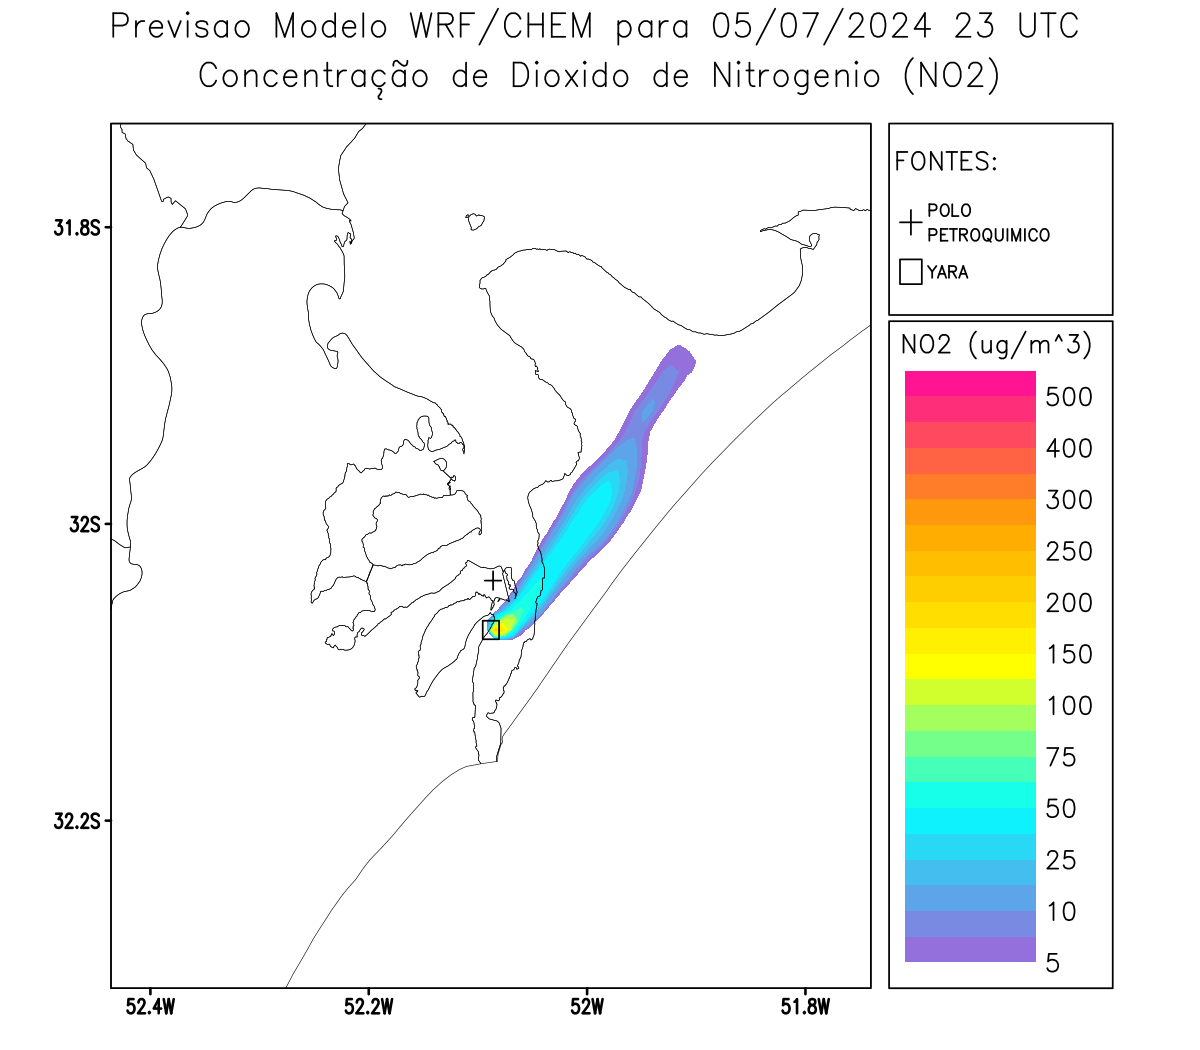 Previsao Modelo WRF/CHEM para 05/07/2024 23 UTC
Concentração de Dioxido de Nitrogenio (NO2)
FONTES:
POLO
PETROQUIMICO
YARA
NO2 (ug/m^3)
500
400
300
250
200
150
100
75
50
25
10
5
31.8S
32S
32.2S
52.4W
52.2W
52W
51.8W